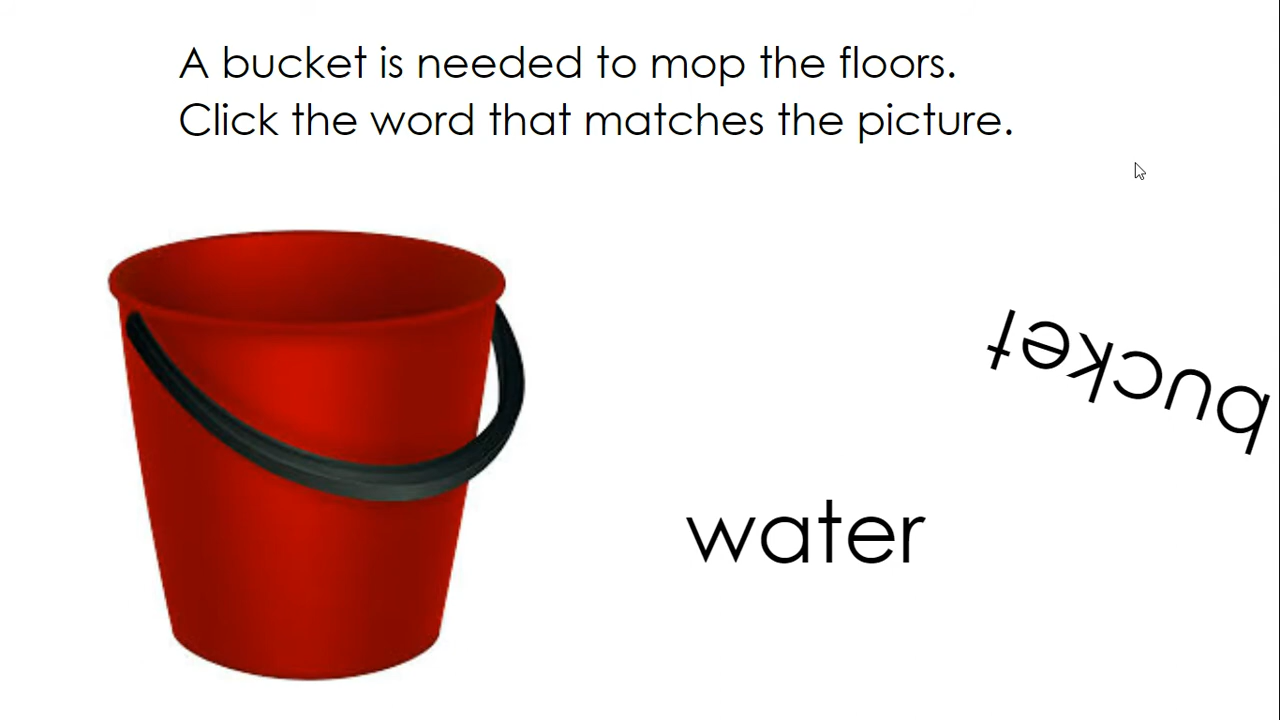 A bucket is needed to mop the floors.
Click the word that matches the picture.
bucket
water